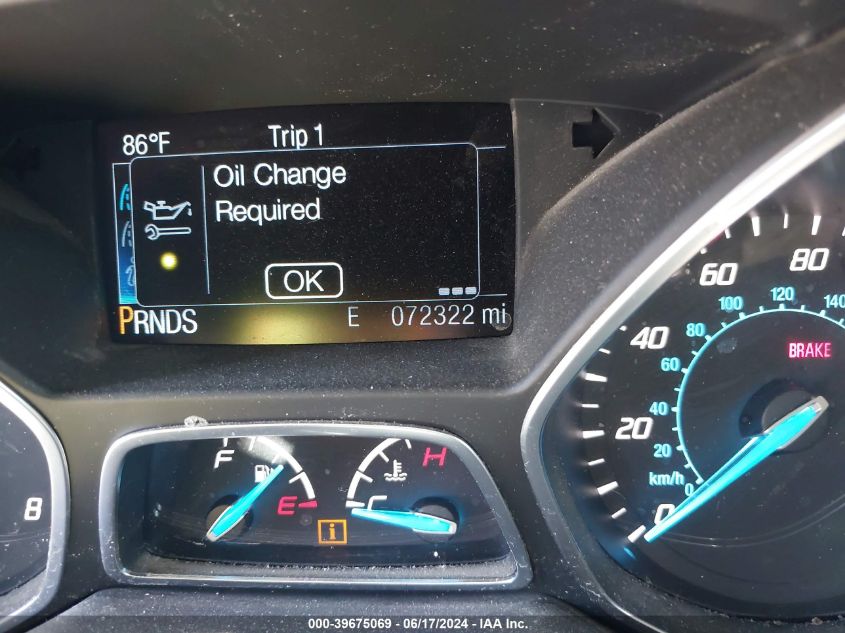 86°F Trip 1
Oil Change
Required
OK
PRNDS E 072322 mi
F
E
i
C
H
8
0
20
40
60
80
0
20
40
60
80
100
120
140
km/h
BRAKE
000-39675069 - 06/17/2024 - IAA Inc.